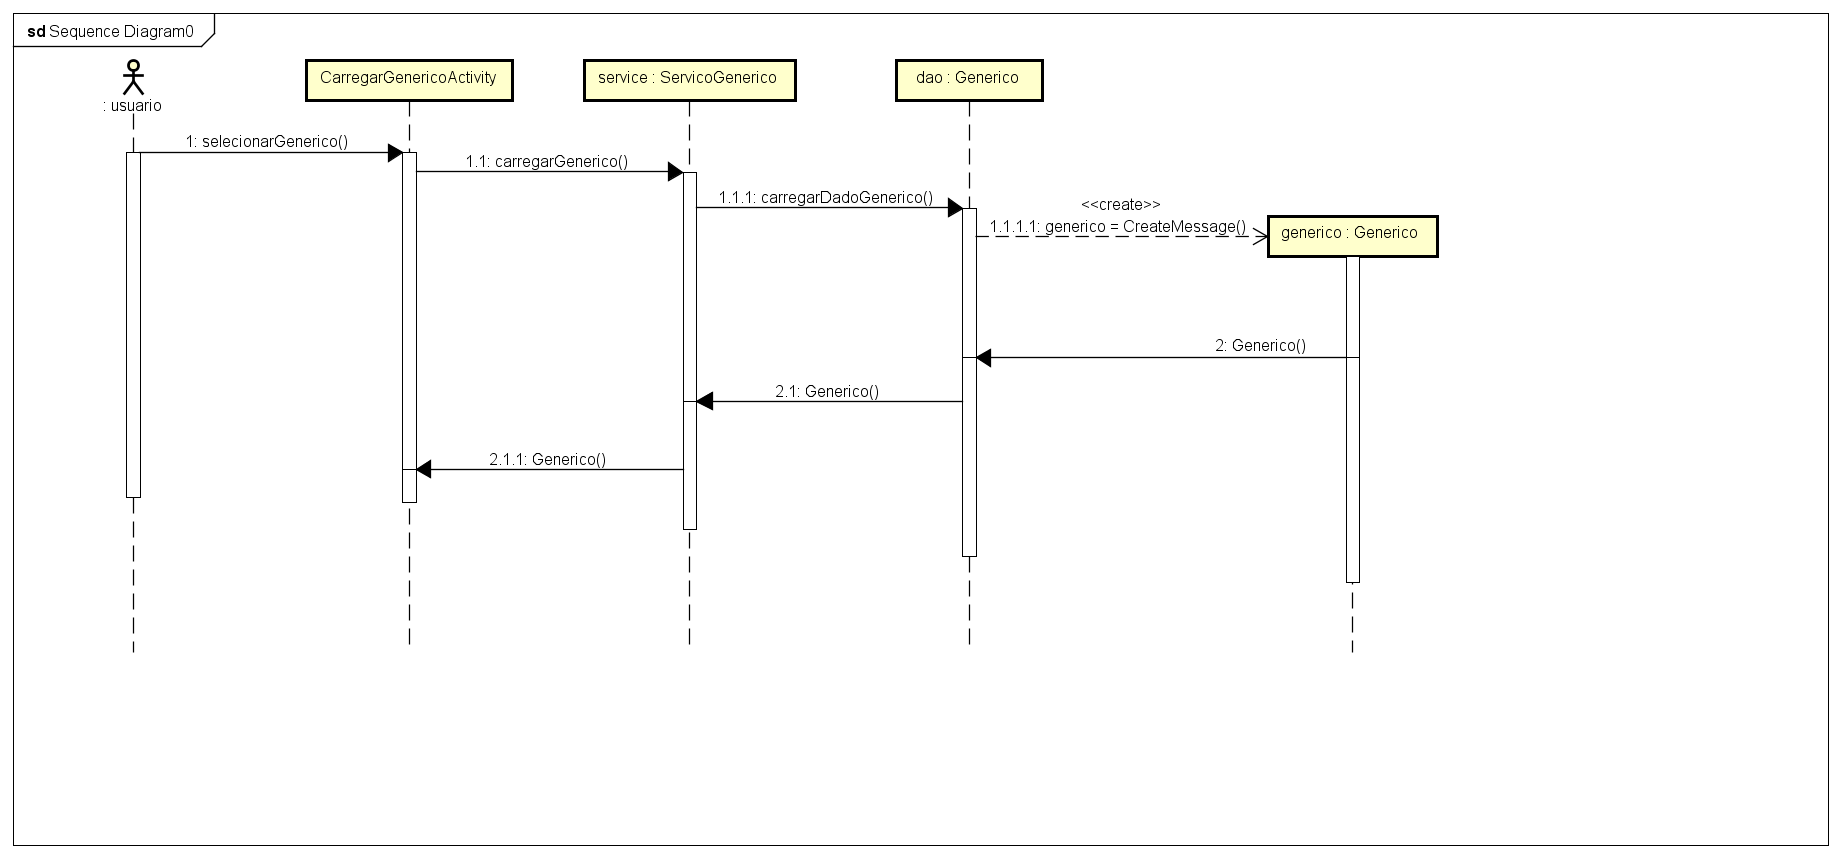 sd Sequence Diagram0
: usuario
CarregarGenericoActivity
service : ServicoGenerico
dao : Generico
1: selecionarGenerico()
1.1: carregarGenerico()
1.1.1: carregarDadoGenerico()
<<create>>
1.1.1.1: generico = CreateMessage()
generico : Generico
2: Generico()
2.1: Generico()
2.1.1: Generico()